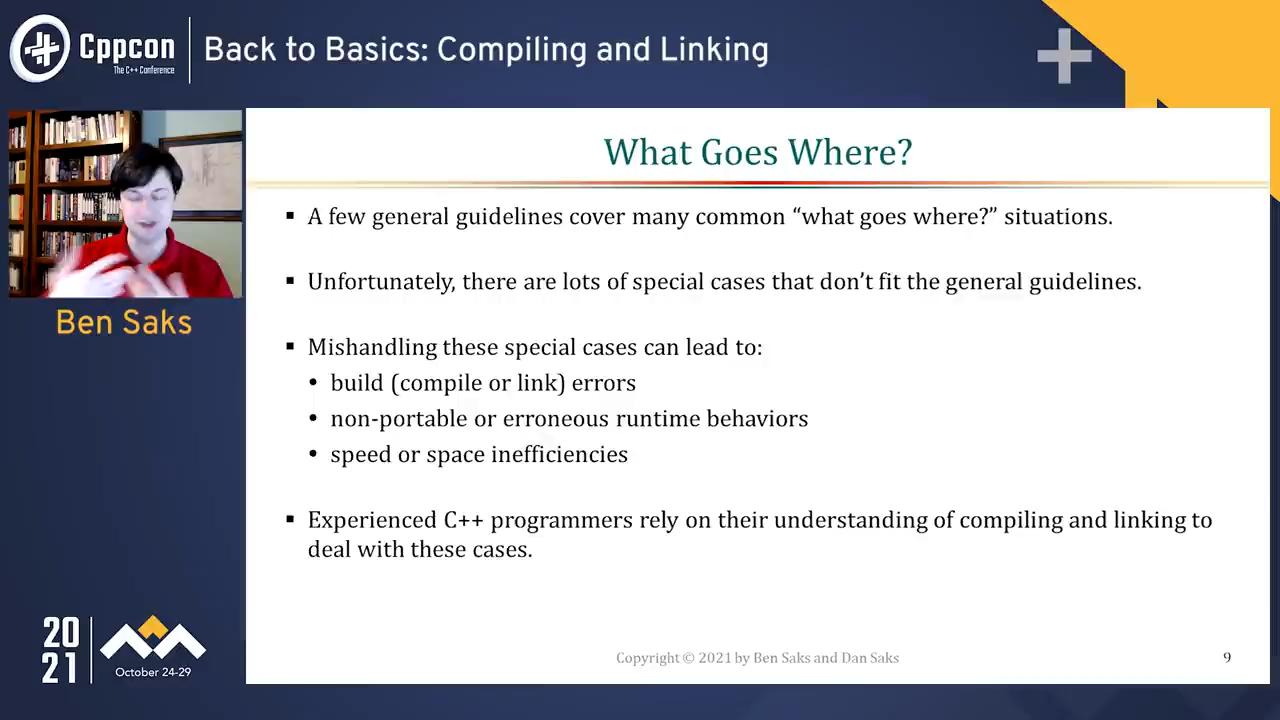 Cppcon
The C++ Conference
Back to Basics: Compiling and Linking
Ben Saks
What Goes Where?
▪ A few general guidelines cover many common “what goes where?” situations.
▪ Unfortunately, there are lots of special cases that don’t fit the general guidelines.
▪ Mishandling these special cases can lead to:
• build (compile or link) errors
• non-portable or erroneous runtime behaviors
• speed or space inefficiencies
▪ Experienced C++ programmers rely on their understanding of compiling and linking to
deal with these cases.
20
21
October 24-29
Copyright © 2021 by Ben Saks and Dan Saks
9